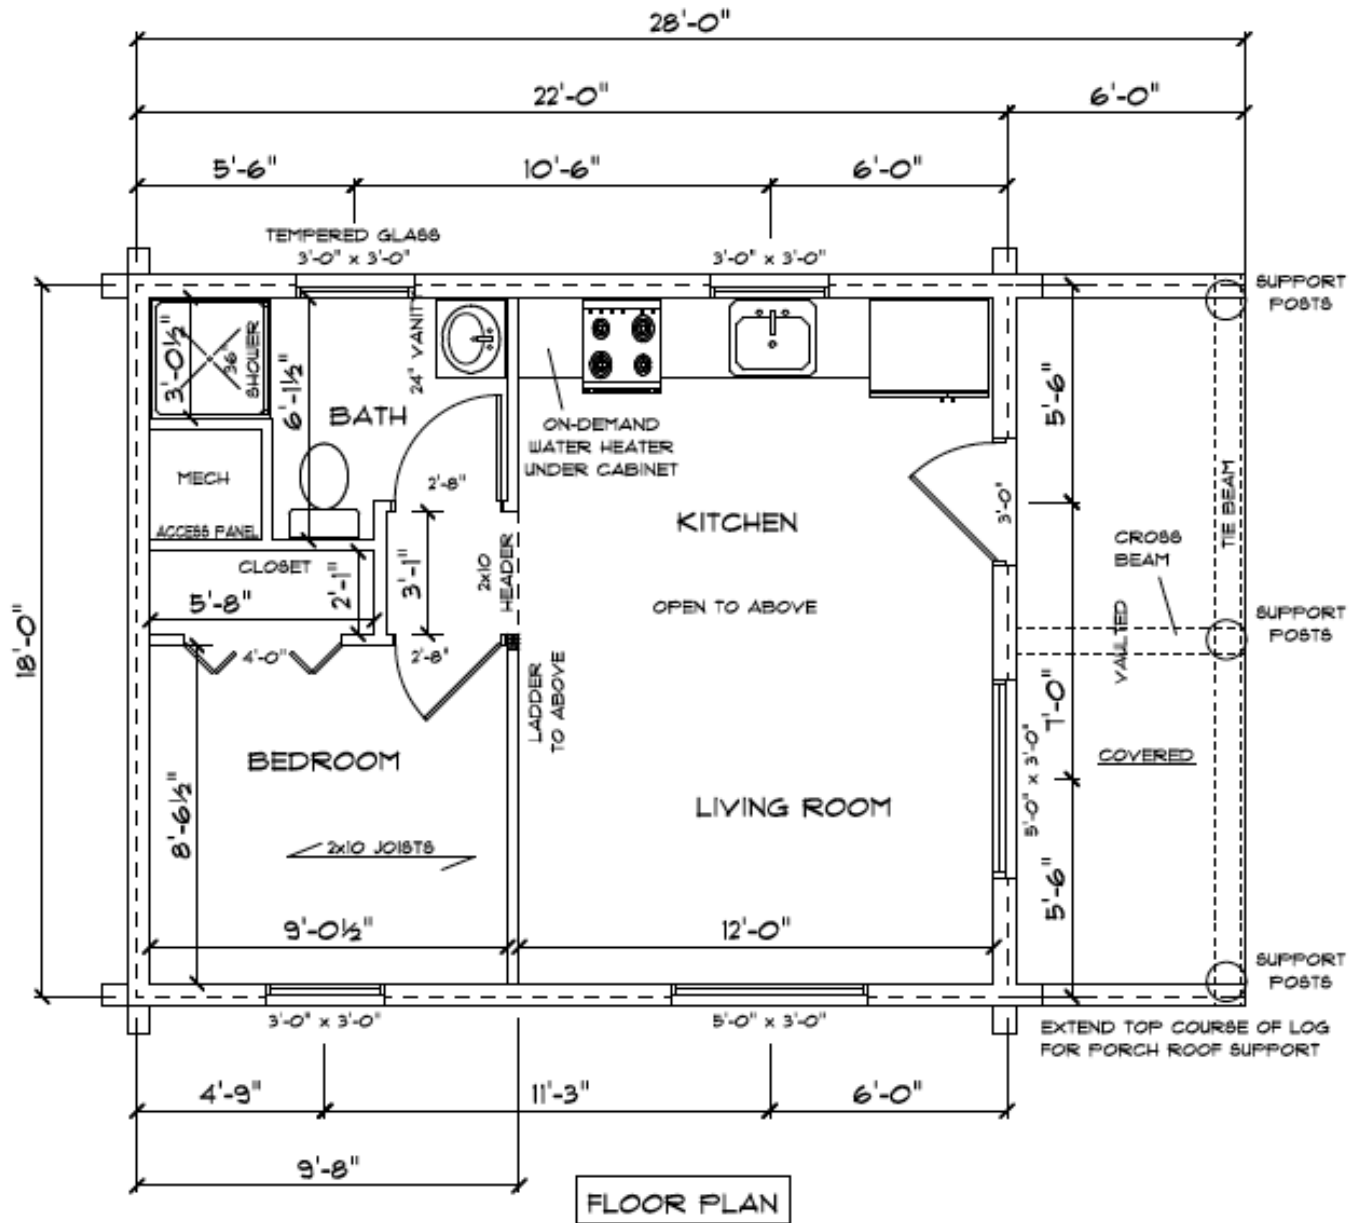 28'-0"
22'-0"
6'-0"
5'-6"
10'-6"
6'-0"
TEMPERED GLASS
3'-0" x 3'-0"
3'-0" x 3'-0"
SUPPORT
POSTS
3'-0½"
36"
SHOWER
6'-1½"
24" VANITY
BATH
ON-DEMAND
WATER HEATER
UNDER CABINET
5'-6"
MECH
ACCESS PANEL
2'-8"
KITCHEN
3'-0"
TIE BEAM
CROSS
BEAM
CLOSET
5'-8"
2'-1"
3'-1"
2x10
HEADER
OPEN TO ABOVE
VAULTED
SUPPORT
POSTS
18'-0"
4'-0"
2'-8"
LADDER
TO ABOVE
7'-0"
BEDROOM
5'-0" x 3'-0"
COVERED
8'-6½"
LIVING ROOM
2x10 JOISTS
5'-6"
9'-0½"
12'-0"
SUPPORT
POSTS
3'-0" x 3'-0"
5'-0" x 3'-0"
EXTEND TOP COURSE OF LOG
FOR PORCH ROOF SUPPORT
4'-9"
11'-3"
6'-0"
9'-8"
FLOOR PLAN